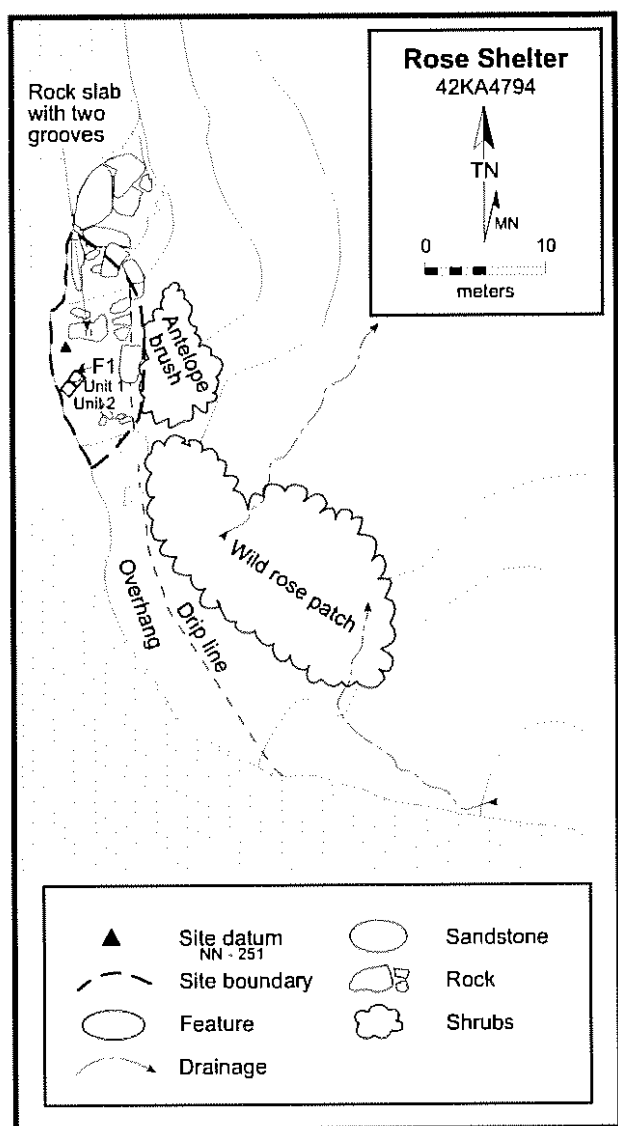 Rose Shelter
42KA4794
TN
MN
0 10
meters
Rock slab
with two
grooves
Antelope
brush
F1
Unit 1
Unit 2
Wild rose patch
Overhang
Drip line
Site datum
NN - 251
Site boundary
Feature
Drainage
Sandstone
Rock
Shrubs